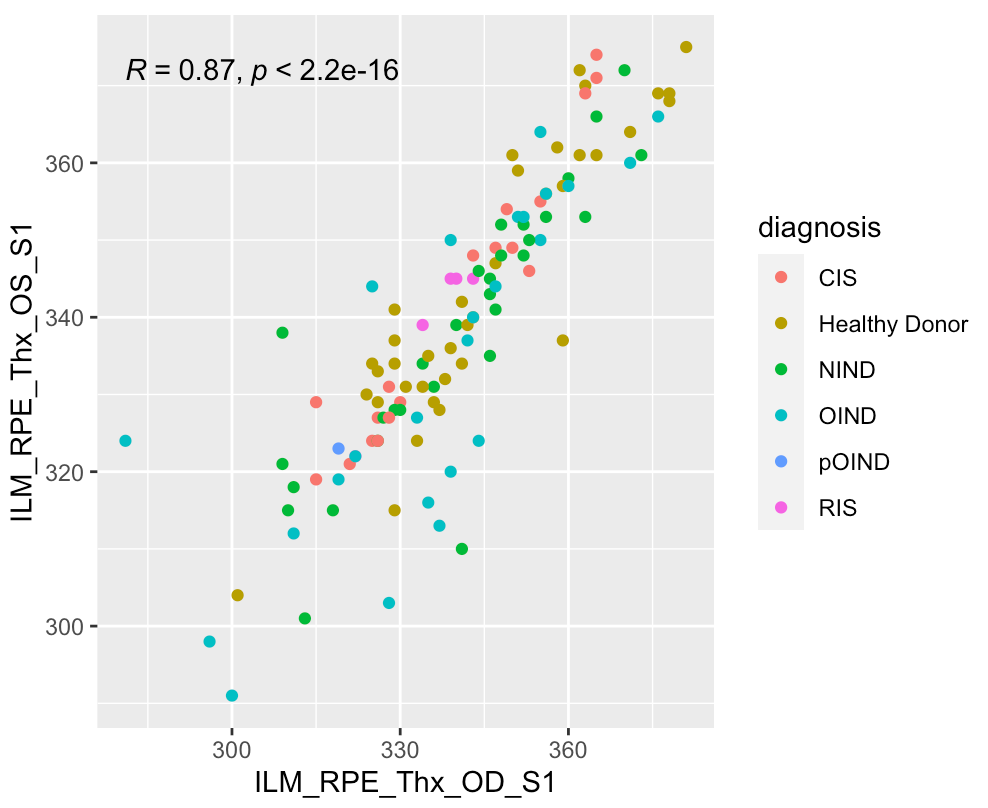 R = 0.87, p < 2.2e-16
360
340
320
300
ILM_RPE_Thx_OS_S1
300 330 360
ILM_RPE_Thx_OD_S1
diagnosis
CIS
Healthy Donor
NIND
OIND
pOIND
RIS